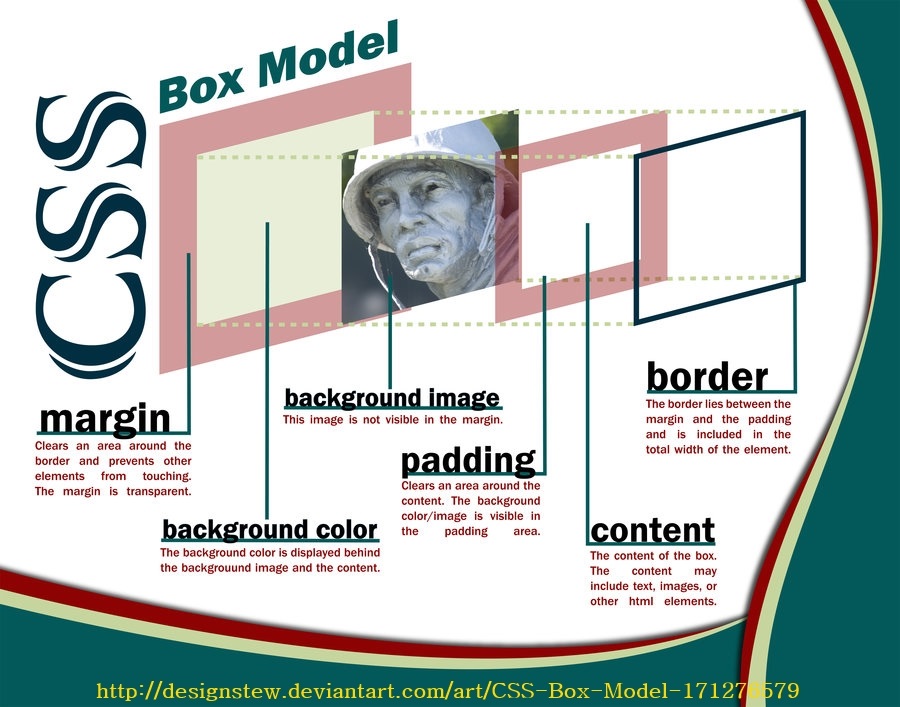 CSS
Box Model
margin
Clears an area around the
border and prevents other
elements from touching.
The margin is transparent.
background color
The background color is displayed behind
the backgrouund image and the content.
background image
This image is not visible in the margin.
padding
Clears an area around the
content. The background
color/image is visible in
the padding area.
content
The content of the box.
The content may
include text, images, or
other html elements.
border
The border lies between the
margin and the padding
and is included in the
total width of the element.
http://designstew.deviantart.com/art/CSS-Box-Model-171270579